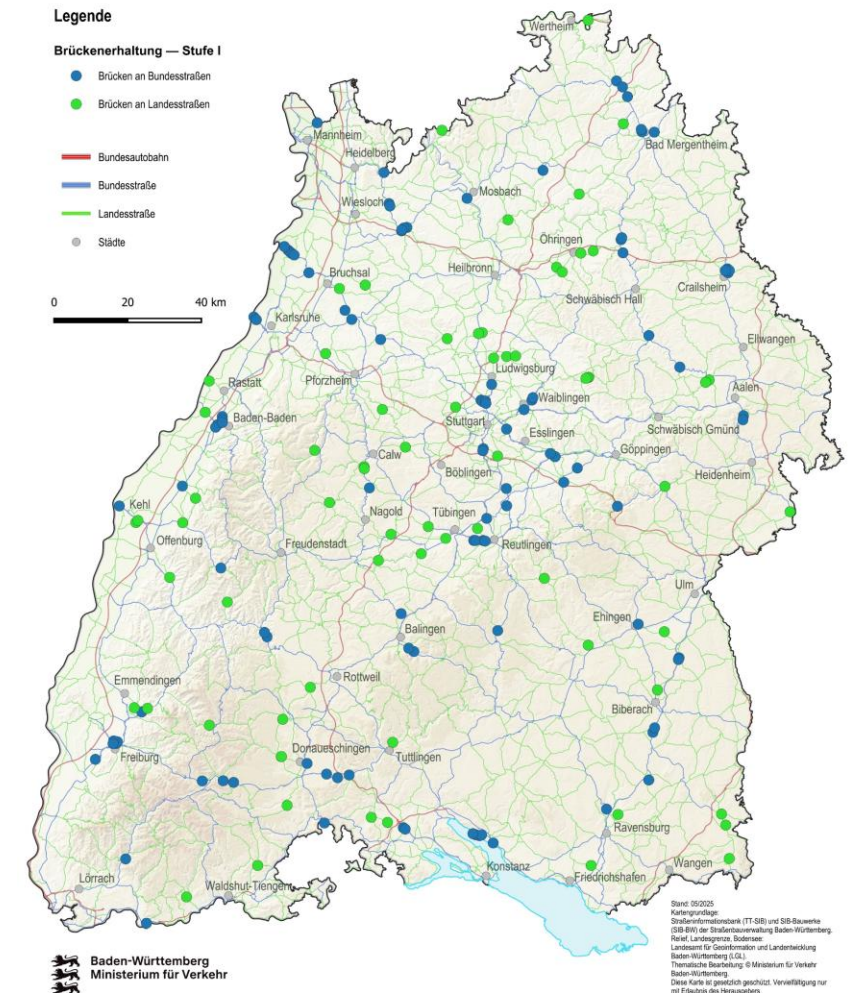 Legende
Brückenerhaltung — Stufe I
Brücken an Bundesstraßen
Brücken an Landesstraßen
Bundesautobahn
Bundesstraße
Landesstraße
Städte
0 20 40 km
Wertheim
Mannheim
Bad Mergentheim
Heidelberg
Mosbach
Wiesloch
Öhringen
Heilbronn
Bruchsal
Crailsheim
Schwäbisch Hall
Karlsruhe
Ellwangen
Ludwigsburg
Pforzheim
Rastatt
Aalen
Waiblingen
Baden-Baden
Stuttgart
Schwäbisch Gmünd
Esslingen
Göppingen
Calw
Böblingen
Heidenheim
Kehl
Nagold
Tübingen
Offenburg
Freudenstadt
Reutlingen
Ulm
Ehingen
Balingen
Rottweil
Emmendingen
Biberach
Donaueschingen
Freiburg
Tuttlingen
Ravensburg
Konstanz
Wangen
Lörrach
Waldshut-Tiengen
Friedrichshafen
Stand: 05/2025
Kartengrundlage:
Straßeninformationsbank (TT-SIB) und SIB-Bauwerke
(SIB-BW) der Straßenbauverwaltung Baden-Württemberg.
Relief, Landesgrenze, Bodensee:
Landesamt für Geoinformation und Landentwicklung
Baden-Württemberg (LGL).
Thematische Bearbeitung: © Ministerium für Verkehr
Baden-Württemberg.
Diese Karte ist gesetzlich geschützt. Vervielfältigung nur
mit Erlaubnis des Herausgebers.
Baden-Württemberg
Ministerium für Verkehr